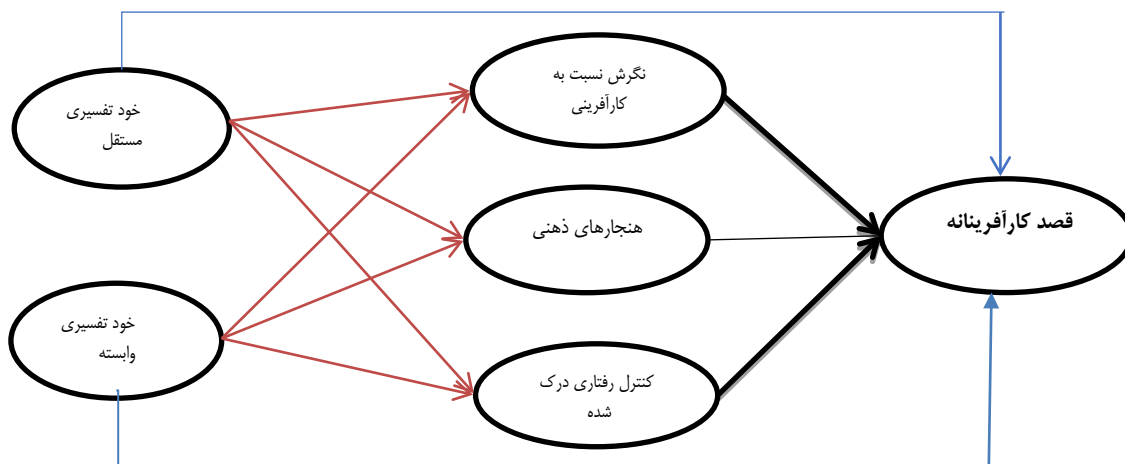 خود تفسیری
مستقل
خود تفسیری
وابسته
نگرش نسبت به
کارآفرینی
هنجارهای ذهنی
کنترل رفتاری درک
شده
قصد کارآفرینانه